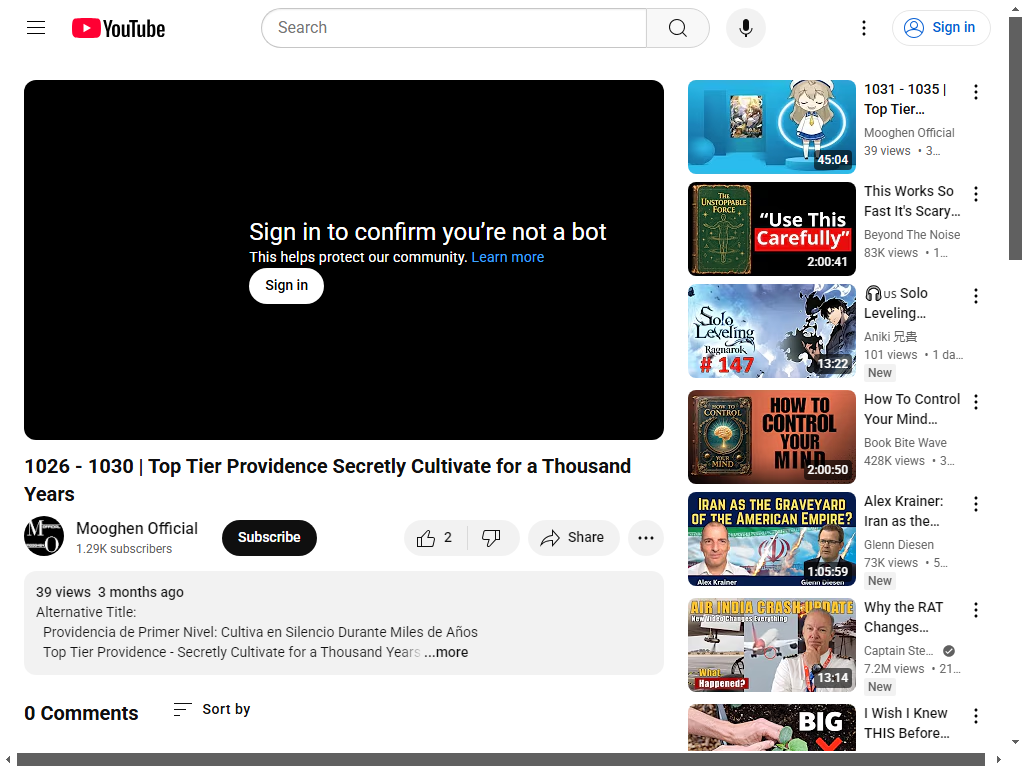 YouTube
Search
Sign in
Sign in to confirm you’re not a bot
This helps protect our community. Learn more
Sign in
1026 - 1030 | Top Tier Providence Secretly Cultivate for a Thousand
Years
Mooghen Official
1.29K subscribers
Subscribe
2
Share
39 views 3 months ago
Alternative Title:
Providencia de Primer Nivel: Cultiva en Silencio Durante Miles de Años
Top Tier Providence - Secretly Cultivate for a Thousand Years ...more
0 Comments
Sort by
45:04
1031 - 1035 |
Top Tier…
Mooghen Official
39 views • 3…
THE
UNSTOPPABLE
FORCE
“Use This
Carefully”
2:00:41
This Works So
Fast It's Scary…
Beyond The Noise
83K views • 1…
Solo
Leveling
Ragnarok
# 147
13:22
🎧US Solo
Leveling…
Aniki 兄貴
101 views • 1 da…
New
HOW TO
CONTROL
YOUR
MIND
HOW TO
CONTROL
YOUR
MIND
2:00:50
How To Control
Your Mind…
Book Bite Wave
428K views • 3…
IRAN AS THE GRAVEYARD
OF THE AMERICAN EMPIRE?
1:05:59
Alex Krainer
Glenn Diesen
Alex Krainer:
Iran as the…
Glenn Diesen
73K views • 5…
New
AIR INDIA CRASH UPDATE
New Video Changes Everything
What
Happened?
13:14
Why the RAT
Changes…
Captain Ste…
7.2M views • 21…
New
BIG
I Wish I Knew
THIS Before…